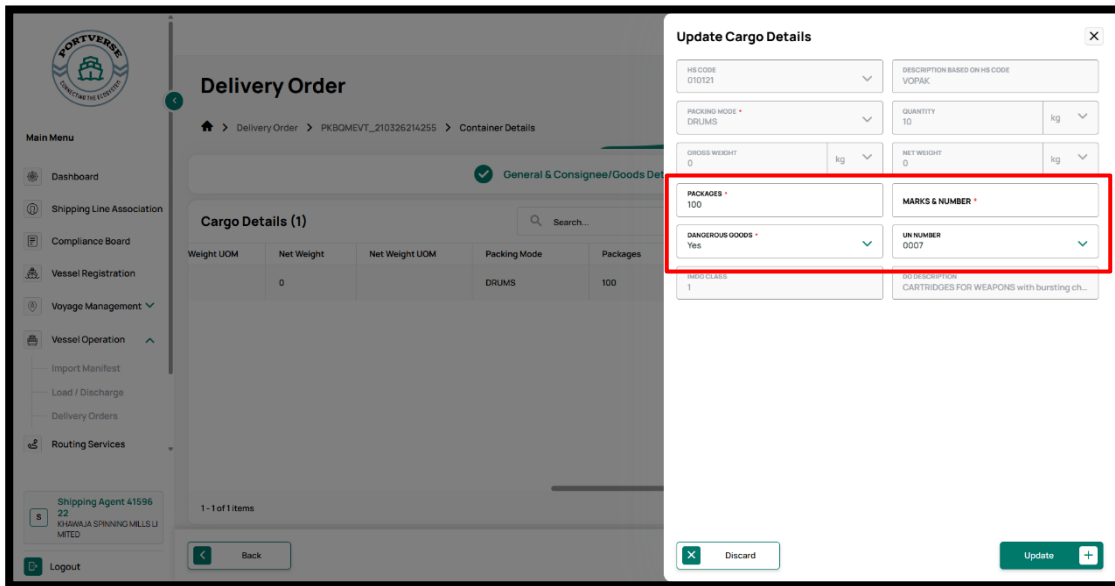 PORTVERSE
CONNECTING THE ECOSYSTEM
Main Menu
Dashboard
Shipping Line Association
Compliance Board
Vessel Registration
Voyage Management
Vessel Operation
Import Manifest
Load / Discharge
Delivery Orders
Routing Services
S
Shipping Agent 41596
22
KHAWAJA SPINNING MILLS LI
MITED
Logout
Delivery Order
Delivery Order > PKBQMEVT_210326214255 > Container Details
General & Consignee/Goods Det
Cargo Details (1)
Search...
Weight UOM Net Weight Net Weight UOM Packing Mode Packages
0 DRUMS 100
1 - 1 of 1 items
Back
Update Cargo Details
HS CODE
010121
DESCRIPTION BASED ON HS CODE
VOPAK
PACKING MODE *
DRUMS
QUANTITY
10
kg
GROSS WEIGHT
0
kg
NET WEIGHT
0
kg
PACKAGES *
100
MARKS & NUMBER *
DANGEROUS GOODS *
Yes
UN NUMBER
0007
IMDG CLASS
1
DG DESCRIPTION
CARTRIDGES FOR WEAPONS with bursting ch...
Discard
Update